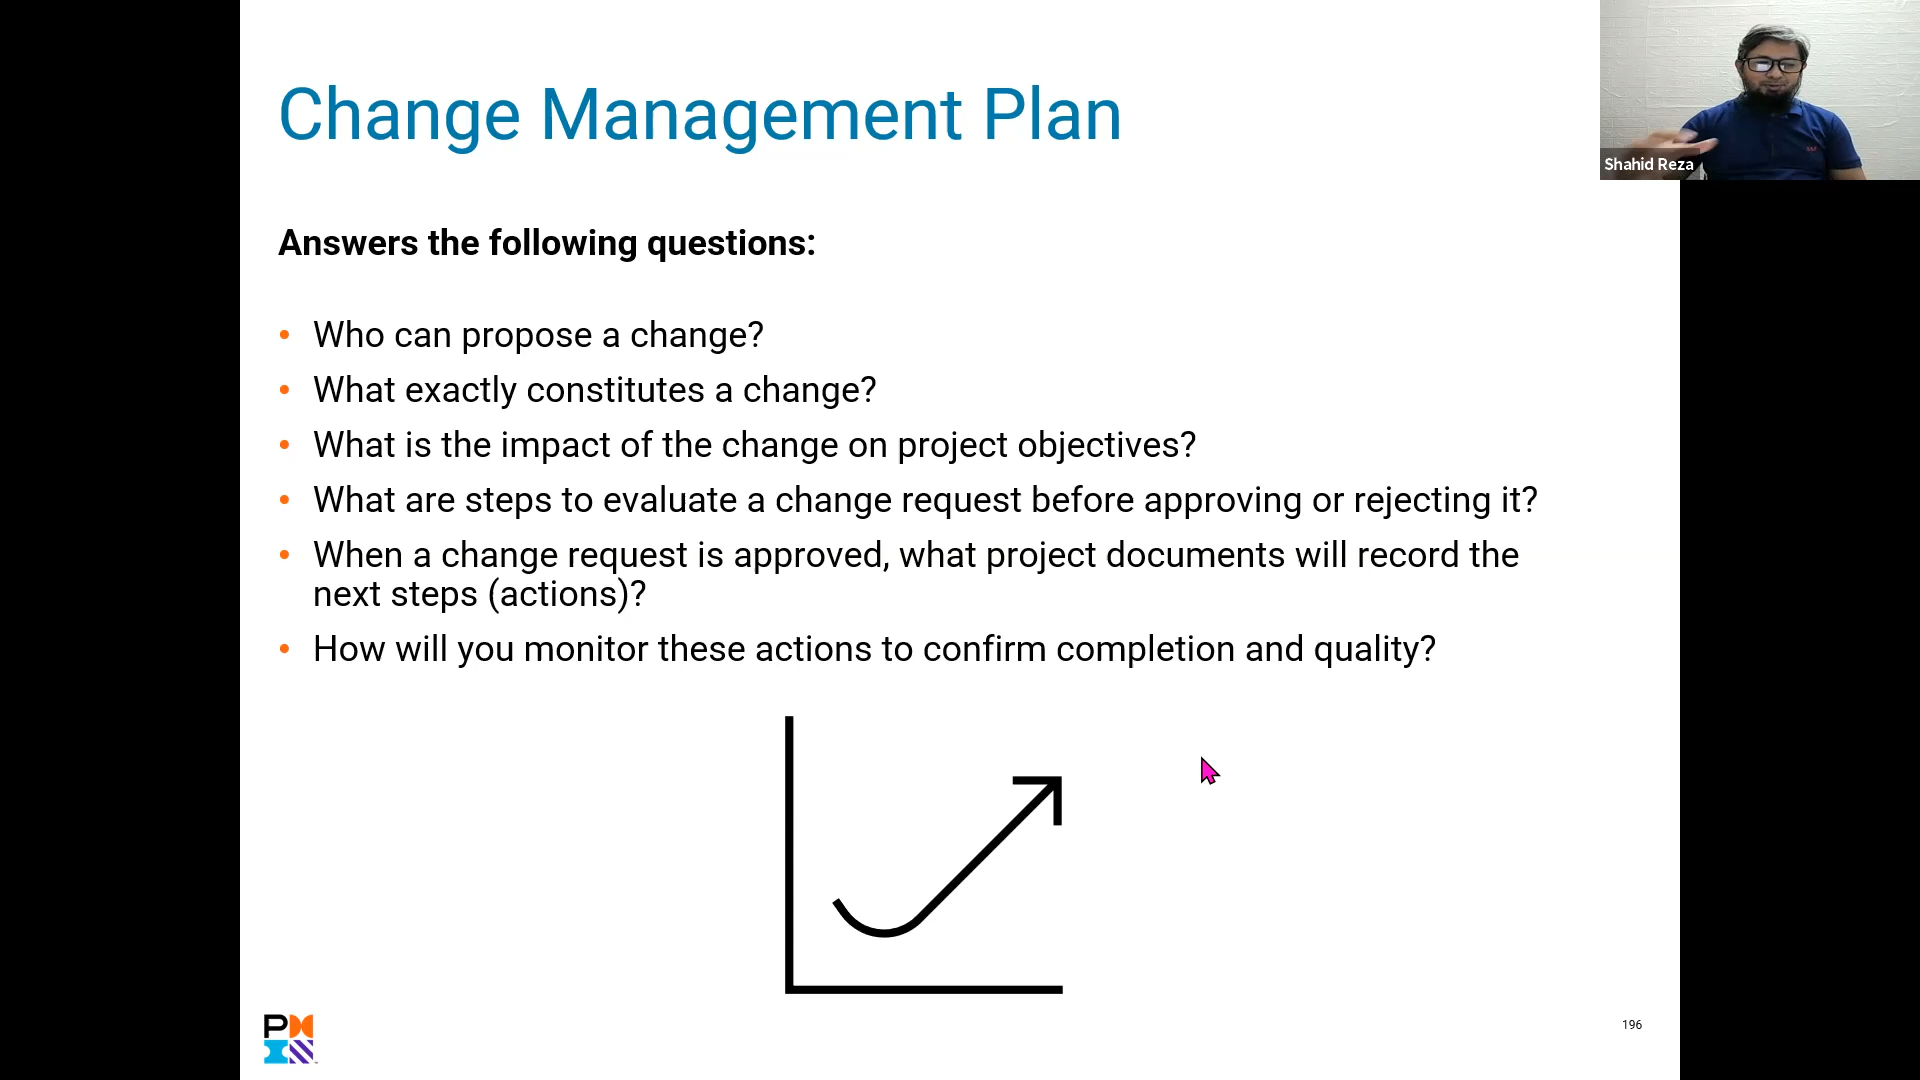 Change Management Plan
Shahid Reza
Answers the following questions:
• Who can propose a change?
• What exactly constitutes a change?
• What is the impact of the change on project objectives?
• What are steps to evaluate a change request before approving or rejecting it?
• When a change request is approved, what project documents will record the
next steps (actions)?
• How will you monitor these actions to confirm completion and quality?
196